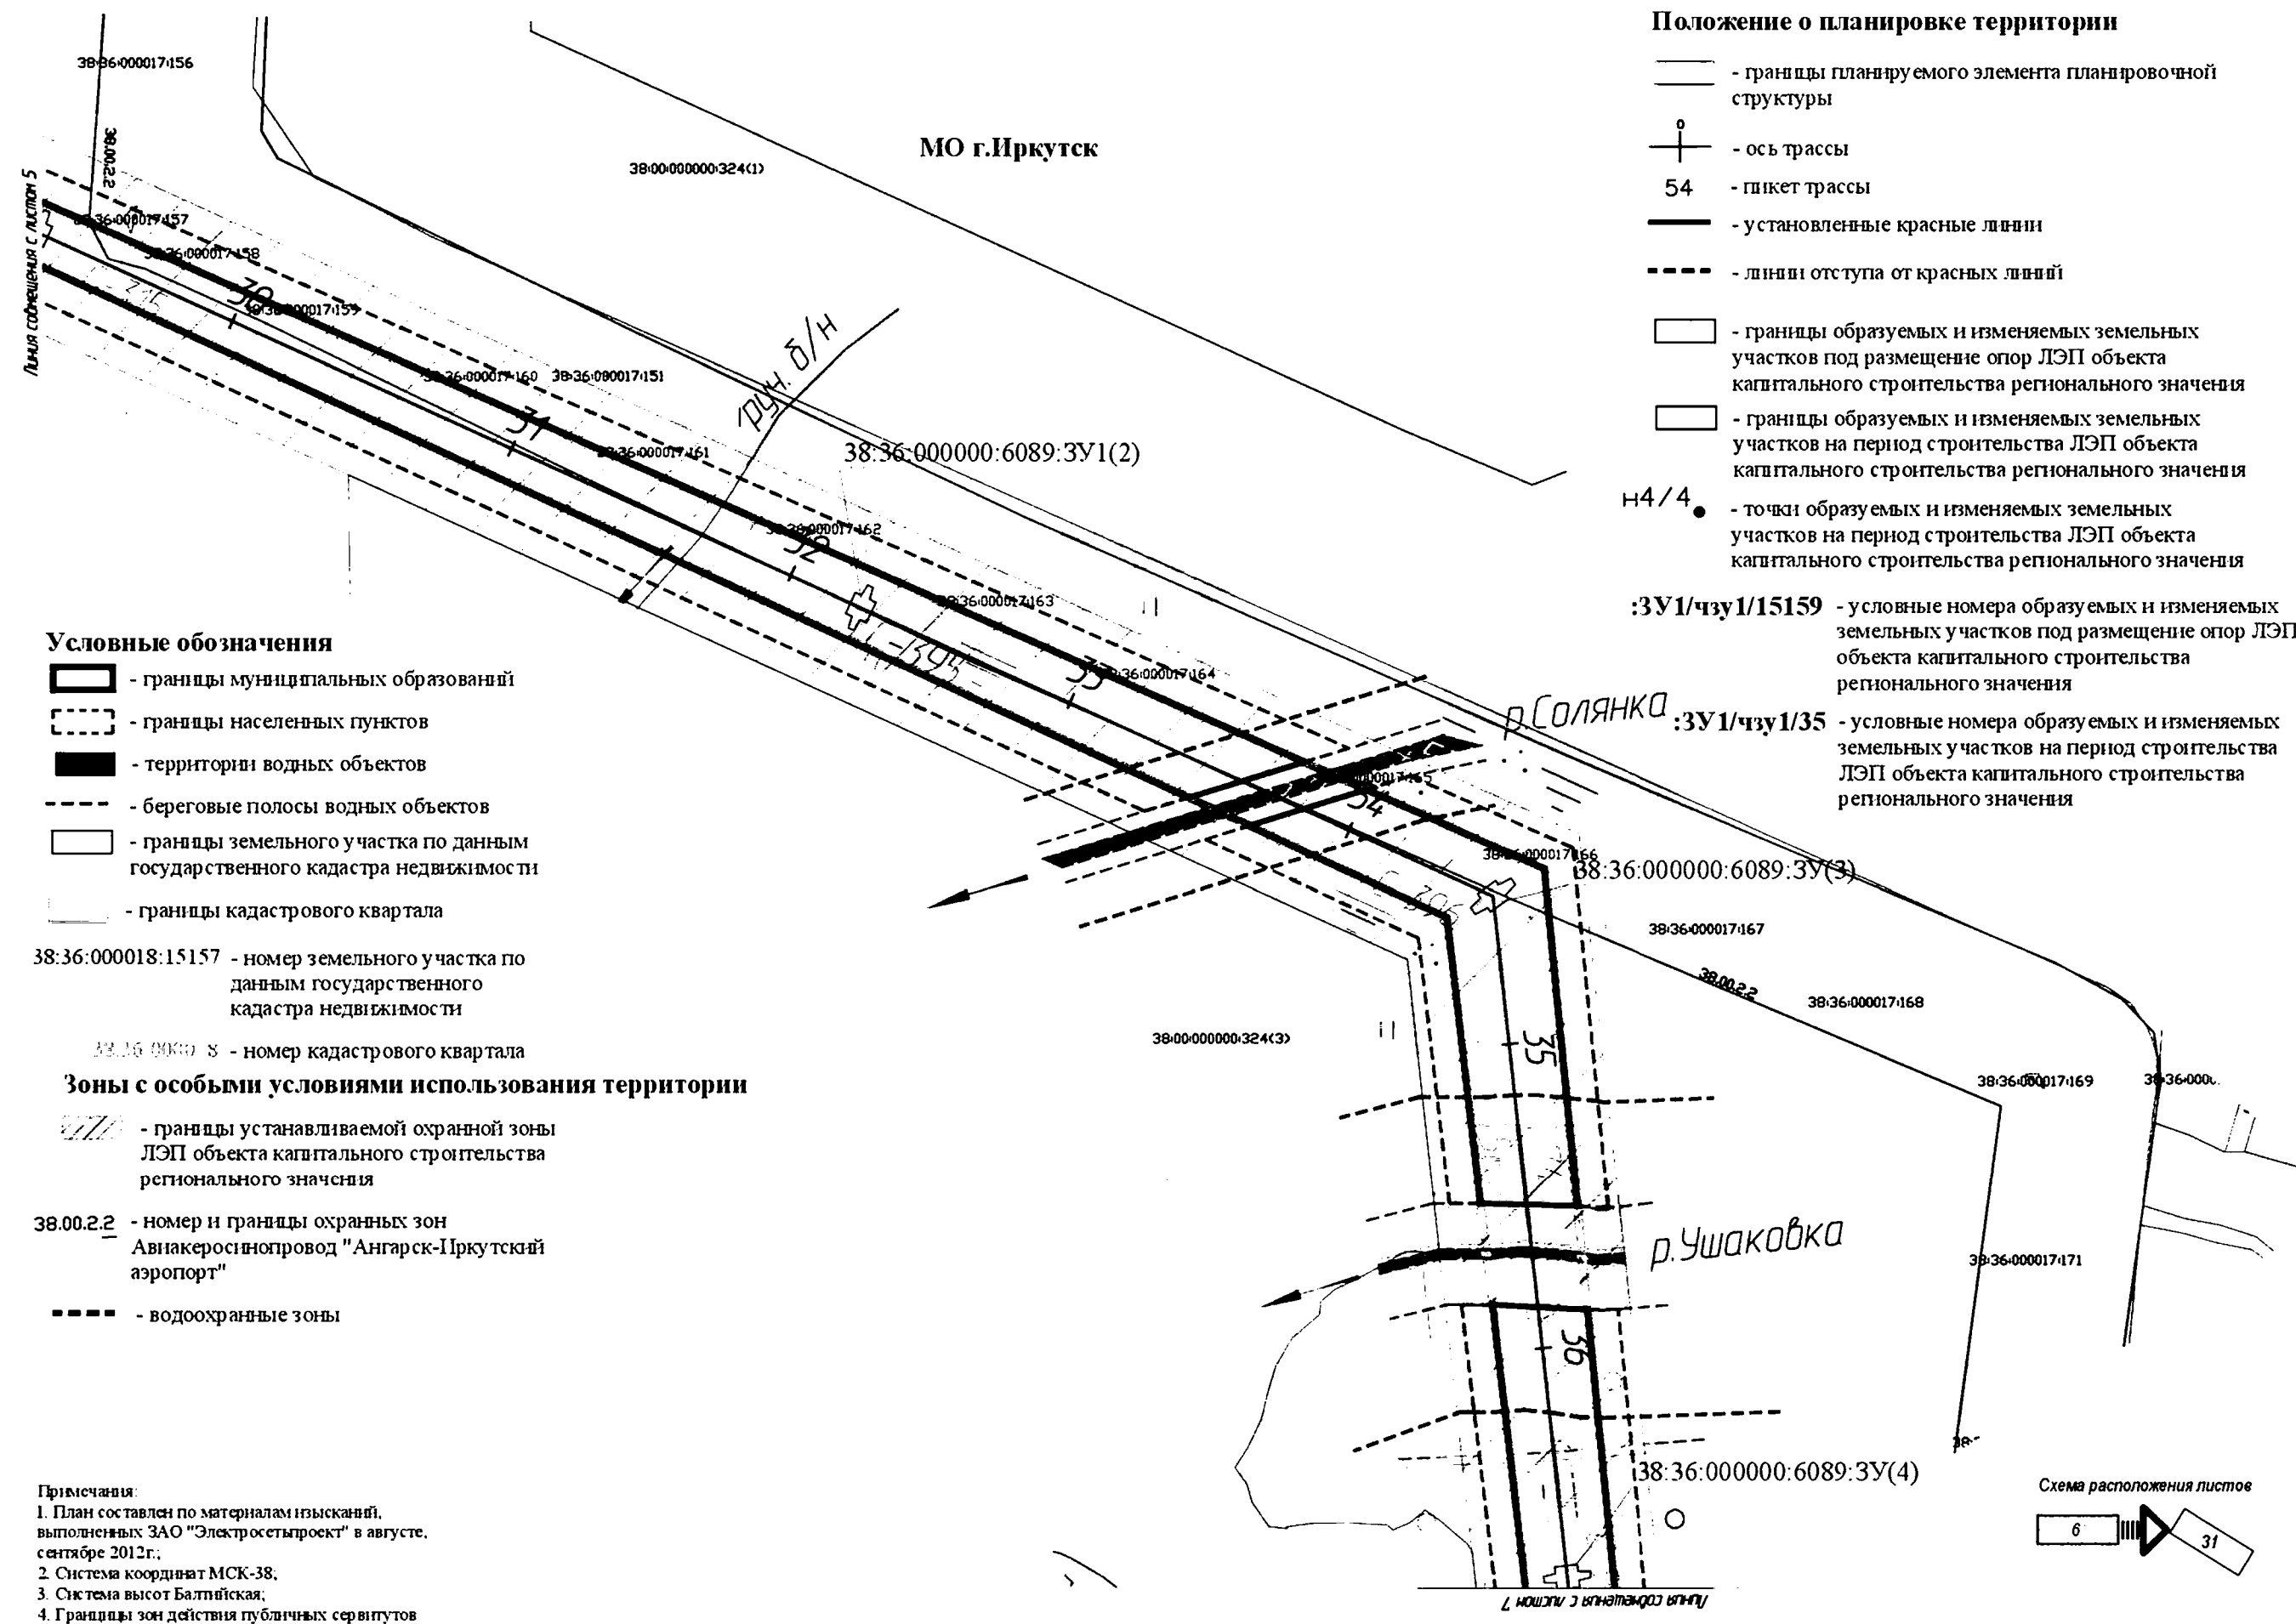 Положение о планировке территории
- границы планируемого элемента планировочной
структуры
- ось трассы
54 - пикет трассы
- установленные красные линии
- линии отступа от красных линий
- границы образуемых и изменяемых земельных
участков под размещение опор ЛЭП объекта
капитального строительства регионального значения
- границы образуемых и изменяемых земельных
участков на период строительства ЛЭП объекта
капитального строительства регионального значения
н4/4 - точки образуемых и изменяемых земельных
участков на период строительства ЛЭП объекта
капитального строительства регионального значения
:ЗУ1/чзу1/15159 - условные номера образуемых и изменяемых
земельных участков под размещение опор ЛЭП
объекта капитального строительства
регионального значения
:ЗУ1/чзу1/35 - условные номера образуемых и изменяемых
земельных участков на период строительства
ЛЭП объекта капитального строительства
регионального значения
МО г.Иркутск
38:36:000017:156
38.00.2.2
38:00:000000:324(1)
Линия совмещения с листом 5
38:36:000017:157
38:36:000017:158
30
38:36:000017:159
38:36:000017:160
38:36:000017:151
31
руч. б/н
38:36:000017:161
38:36:000000:6089:ЗУ1(2)
38:36:000017:162
32
38:36:000017:163
33
38:36:000017:164
р.Солянка
34
38:36:000017:166
38:36:000000:6089:ЗУ(3)
38:36:000017:167
38.00.2.2
38:36:000017:168
38:00:000000:324(3)
35
38:36:000017:169
р.Ушаковка
38:36:000017:171
36
38:36:000000:6089:ЗУ(4)
Линия совмещения с листом 7
Условные обозначения
- границы муниципальных образований
- границы населенных пунктов
- территории водных объектов
- береговые полосы водных объектов
- границы земельного участка по данным
государственного кадастра недвижимости
- границы кадастрового квартала
38:36:000018:15157 - номер земельного участка по
данным государственного
кадастра недвижимости
- номер кадастрового квартала
Зоны с особыми условиями использования территории
- границы устанавливаемой охранной зоны
ЛЭП объекта капитального строительства
регионального значения
38.00.2.2 - номер и границы охранных зон
Авиакеросинопровод "Ангарск-Иркутский
аэропорт"
- водоохранные зоны
Примечания:
1. План составлен по материалам изысканий,
выполненных ЗАО "Электросетьпроект" в августе,
сентябре 2012г.;
2. Система координат МСК-38;
3. Система высот Балтийская;
4. Границы зон действия публичных сервитутов
Схема расположения листов
6
31